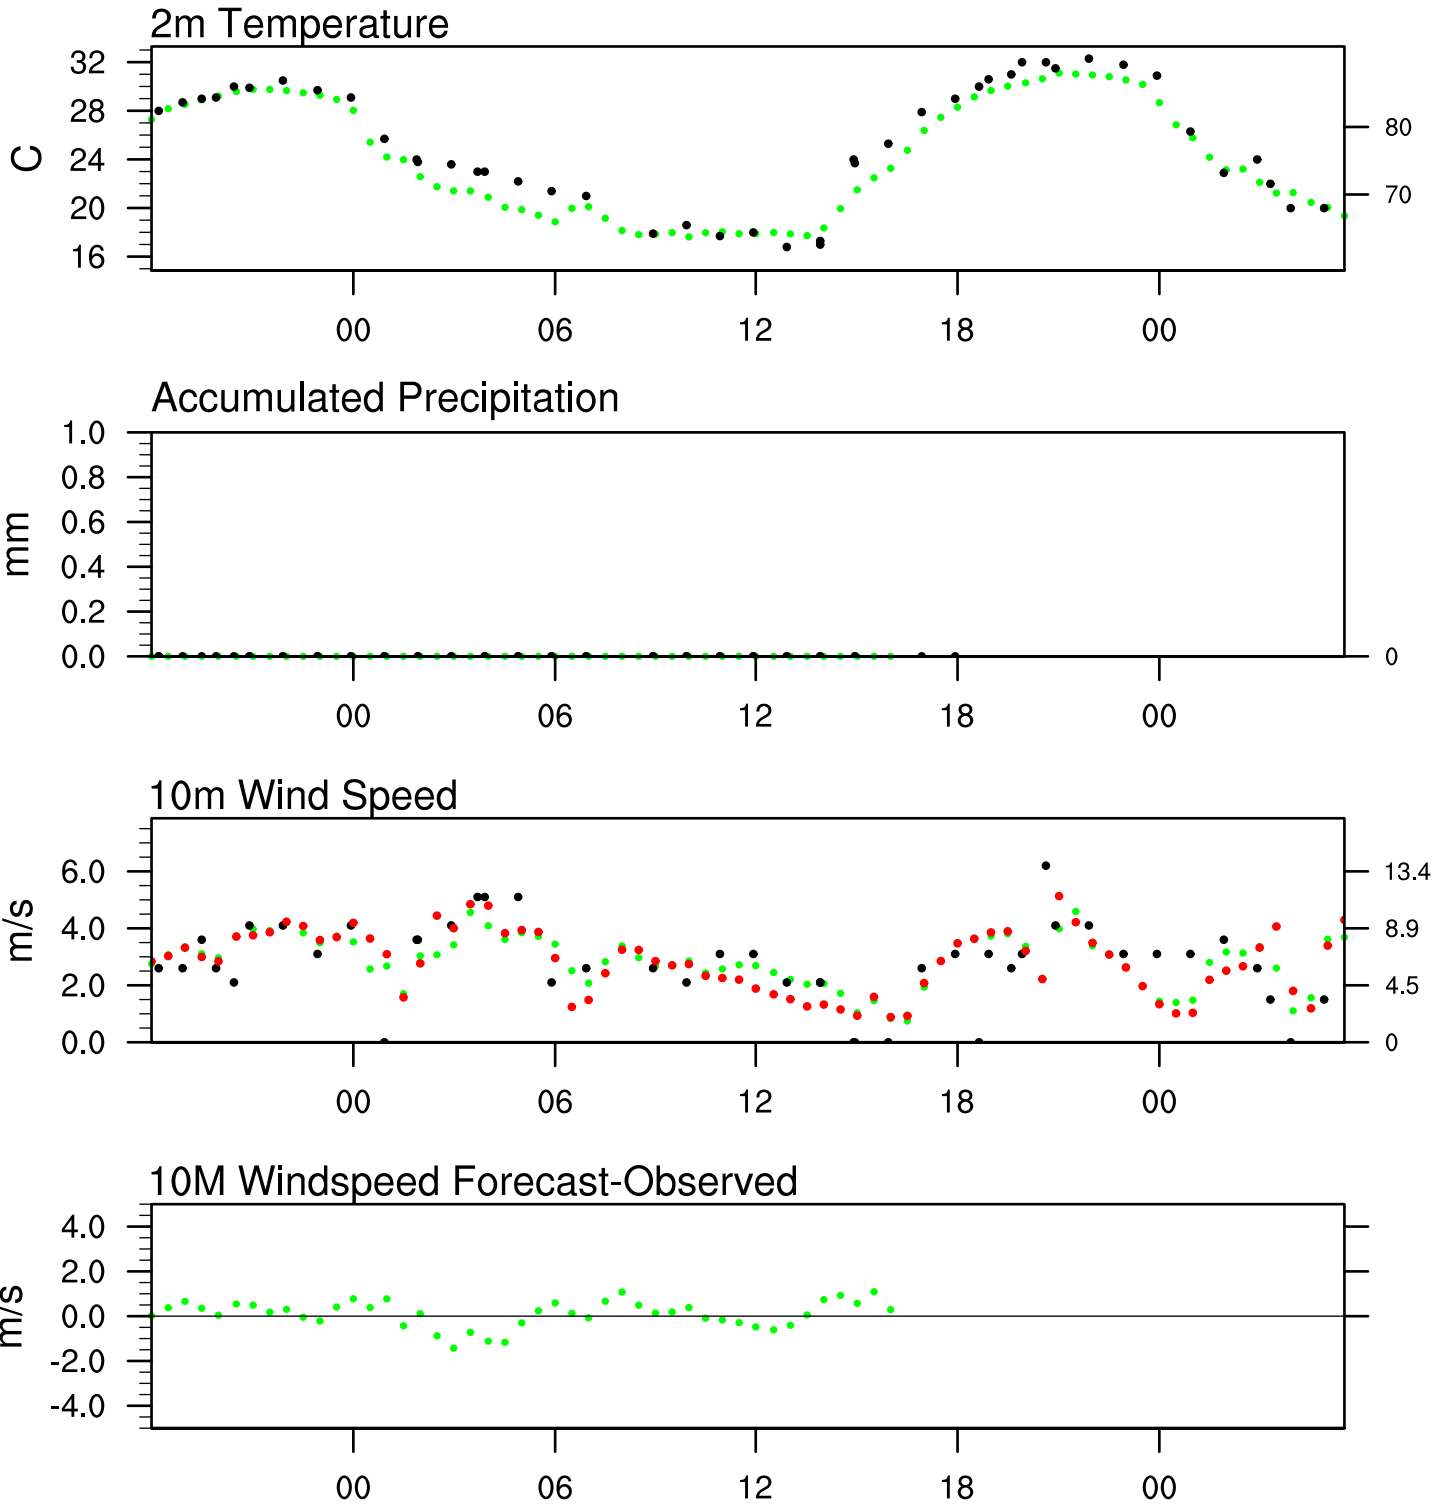 2m Temperature
32
28
24
20
16
C
80
70
00 06 12 18 00
Accumulated Precipitation
1.0
0.8
0.6
0.4
0.2
0.0
mm
0
00 06 12 18 00
10m Wind Speed
6.0
4.0
2.0
0.0
m/s
13.4
8.9
4.5
0
00 06 12 18 00
10M Windspeed Forecast-Observed
4.0
2.0
0.0
-2.0
-4.0
m/s
00 06 12 18 00